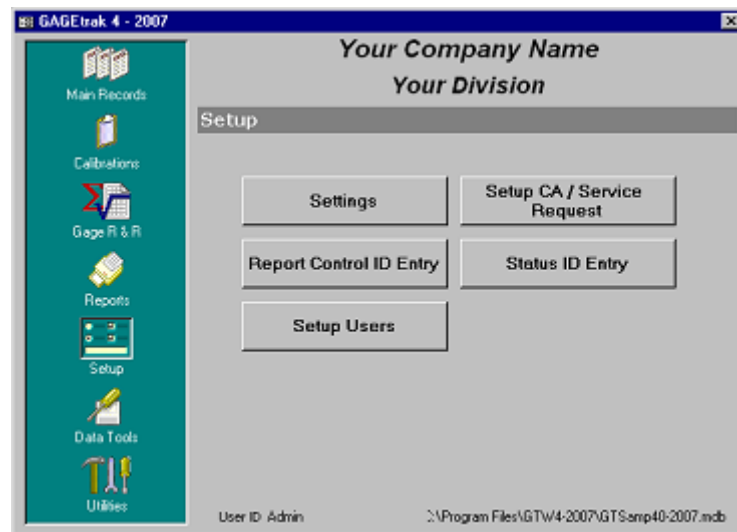 GAGEtrak 4 - 2007
Your Company Name
Your Division
Setup
Main Records
Calibrations
Gage R & R
Reports
Setup
Data Tools
Utilities
Settings
Setup CA / Service
Request
Report Control ID Entry
Status ID Entry
Setup Users
User ID Admin
:\Program Files\GTW4-2007\GTSamp40-2007.mdb